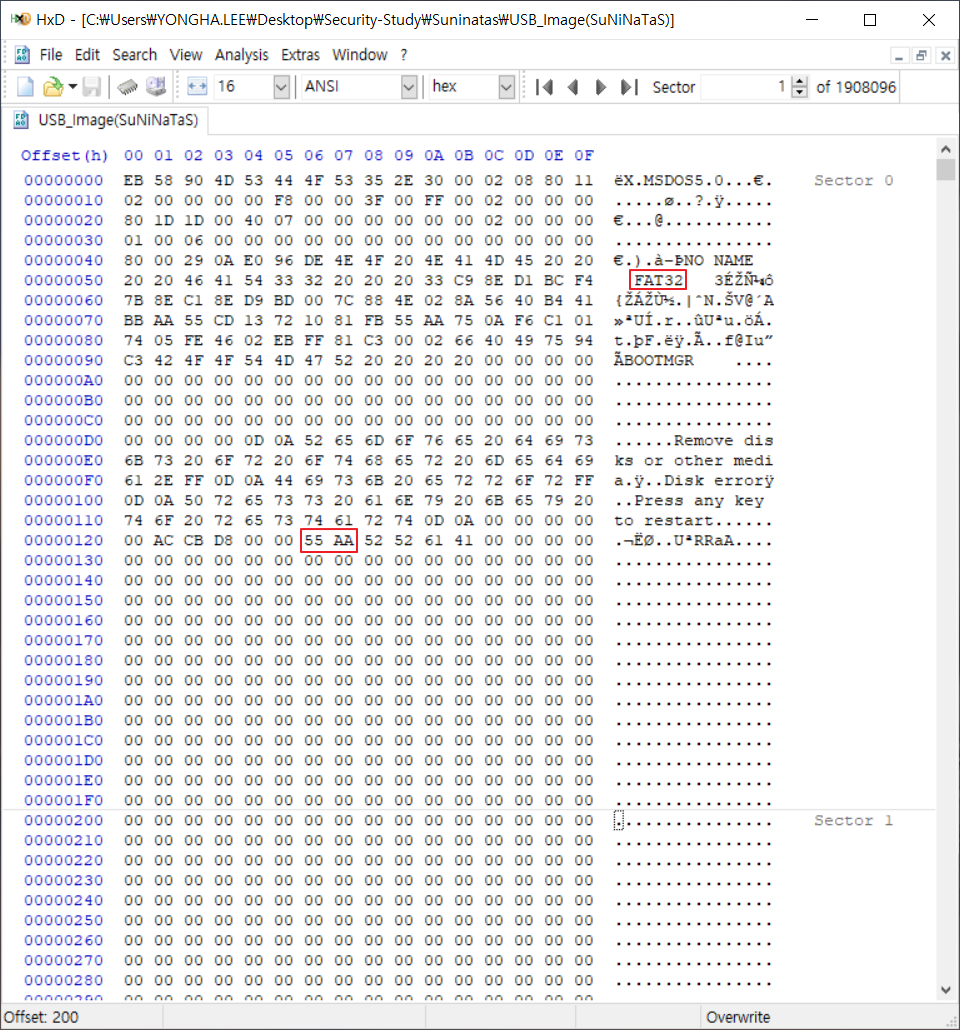 HxD - [C:₩Users₩YONGHA.LEE₩Desktop₩Security-Study₩Suninatas₩USB_Image(SuNiNaTaS)]
File Edit Search View Analysis Extras Window ?
16 ANSI hex Sector 1 of 1908096
USB_Image(SuNiNaTaS)
Offset(h) 00 01 02 03 04 05 06 07 08 09 0A 0B 0C 0D 0E 0F
00000000 EB 58 90 4D 53 44 4F 53 35 2E 30 00 02 08 80 11 ëX.MSDOS5.0...€. Sector 0
00000010 02 00 00 00 00 F8 00 00 3F 00 FF 00 02 00 00 00 .....ø..?.ÿ.....
00000020 80 1D 1D 00 40 07 00 00 00 00 00 00 02 00 00 00 €...@...........
00000030 01 00 06 00 00 00 00 00 00 00 00 00 00 00 00 00 ................
00000040 80 00 29 0A E0 96 DE 4E 4F 20 4E 41 4D 45 20 20 €.).à–ÞNO NAME
00000050 20 20 46 41 54 33 32 20 20 20 33 C9 8E D1 BC F4 FAT32 3ÉŽÑ¼ô
00000060 7B 8E C1 8E D9 BD 00 7C 88 4E 02 8A 56 40 B4 41 {ŽÁŽÙ½.|ˆN.ŠV@´A
00000070 BB AA 55 CD 13 72 10 81 FB 55 AA 75 0A F6 C1 01 »ªUÍ.r..ûUªu.öÁ.
00000080 74 05 FE 46 02 EB FF 81 C3 00 02 66 40 49 75 94 t.þF.ëÿ.Ã..f@Iu”
00000090 C3 42 4F 4F 54 4D 47 52 20 20 20 20 00 00 00 00 ÃBOOTMGR ....
000000A0 00 00 00 00 00 00 00 00 00 00 00 00 00 00 00 00 ................
000000B0 00 00 00 00 00 00 00 00 00 00 00 00 00 00 00 00 ................
000000C0 00 00 00 00 00 00 00 00 00 00 00 00 00 00 00 00 ................
000000D0 00 00 00 00 0D 0A 52 65 6D 6F 76 65 20 64 69 73 ......Remove dis
000000E0 6B 73 20 6F 72 20 6F 74 68 65 72 20 6D 65 64 69 ks or other medi
000000F0 61 2E FF 0D 0A 44 69 73 6B 20 65 72 72 6F 72 FF a.ÿ..Disk errorÿ
00000100 0D 0A 50 72 65 73 73 20 61 6E 79 20 6B 65 79 20 ..Press any key
00000110 74 6F 20 72 65 73 74 61 72 74 0D 0A 00 00 00 00 to restart......
00000120 00 AC CB D8 00 00 55 AA 52 52 61 41 00 00 00 00 .¬ËØ..UªRRaA....
00000130 00 00 00 00 00 00 00 00 00 00 00 00 00 00 00 00 ................
00000140 00 00 00 00 00 00 00 00 00 00 00 00 00 00 00 00 ................
00000150 00 00 00 00 00 00 00 00 00 00 00 00 00 00 00 00 ................
00000160 00 00 00 00 00 00 00 00 00 00 00 00 00 00 00 00 ................
00000170 00 00 00 00 00 00 00 00 00 00 00 00 00 00 00 00 ................
00000180 00 00 00 00 00 00 00 00 00 00 00 00 00 00 00 00 ................
00000190 00 00 00 00 00 00 00 00 00 00 00 00 00 00 00 00 ................
000001A0 00 00 00 00 00 00 00 00 00 00 00 00 00 00 00 00 ................
000001B0 00 00 00 00 00 00 00 00 00 00 00 00 00 00 00 00 ................
000001C0 00 00 00 00 00 00 00 00 00 00 00 00 00 00 00 00 ................
000001D0 00 00 00 00 00 00 00 00 00 00 00 00 00 00 00 00 ................
000001E0 00 00 00 00 00 00 00 00 00 00 00 00 00 00 00 00 ................
000001F0 00 00 00 00 00 00 00 00 00 00 00 00 00 00 00 00 ................
00000200 00 00 00 00 00 00 00 00 00 00 00 00 00 00 00 00 ................ Sector 1
00000210 00 00 00 00 00 00 00 00 00 00 00 00 00 00 00 00 ................
00000220 00 00 00 00 00 00 00 00 00 00 00 00 00 00 00 00 ................
00000230 00 00 00 00 00 00 00 00 00 00 00 00 00 00 00 00 ................
00000240 00 00 00 00 00 00 00 00 00 00 00 00 00 00 00 00 ................
00000250 00 00 00 00 00 00 00 00 00 00 00 00 00 00 00 00 ................
00000260 00 00 00 00 00 00 00 00 00 00 00 00 00 00 00 00 ................
00000270 00 00 00 00 00 00 00 00 00 00 00 00 00 00 00 00 ................
00000280 00 00 00 00 00 00 00 00 00 00 00 00 00 00 00 00 ................
Offset: 200 Overwrite